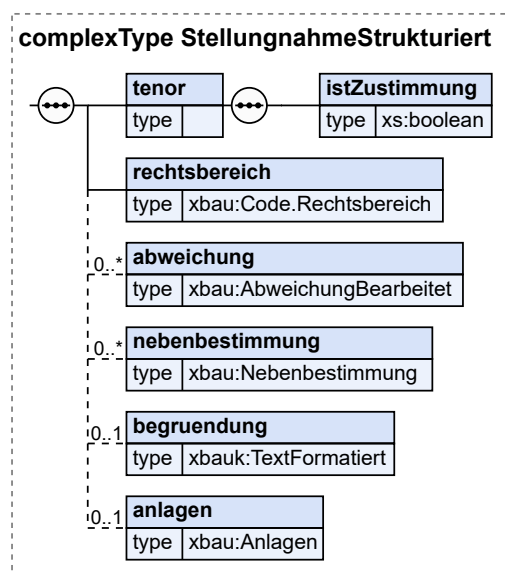 complexType StellungnahmeStrukturiert
tenor
type
istZustimmung
type xs:boolean
rechtsbereich
type xbau:Code.Rechtsbereich
0..* abweichung
type xbau:AbweichungBearbeitet
0..* nebenbestimmung
type xbau:Nebenbestimmung
0..1 begruendung
type xbauk:TextFormatiert
0..1 anlagen
type xbau:Anlagen